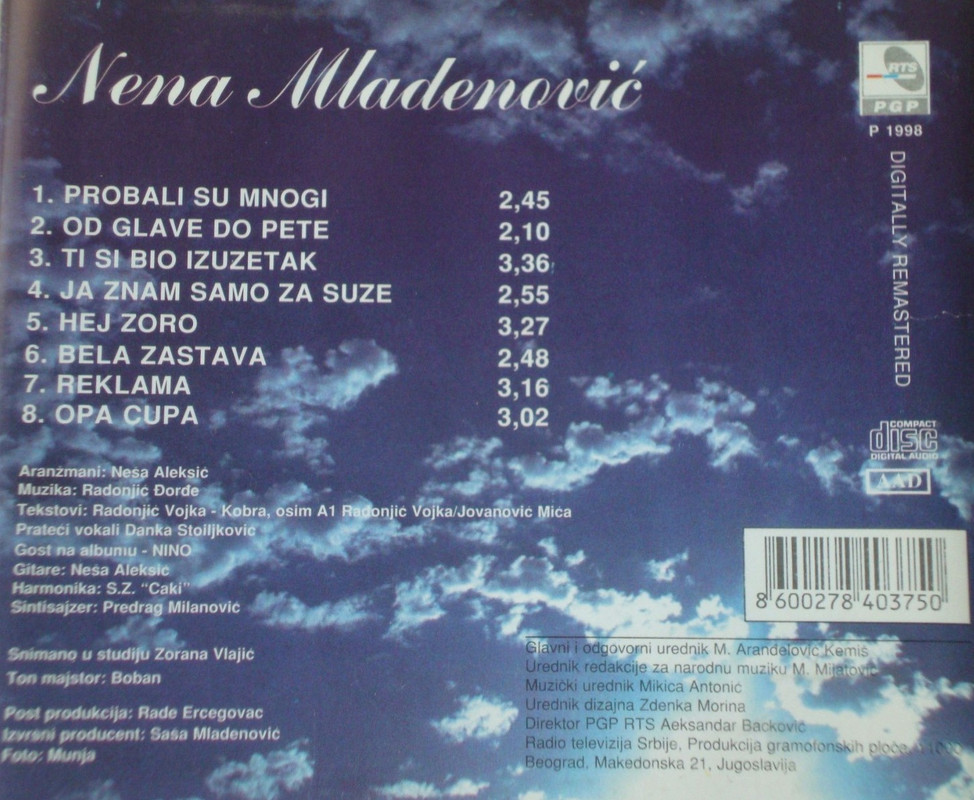 Nena Mladenović
RTS
PGP
P 1998
DIGITALLY REMASTERED
1. PROBALI SU MNOGI 2,45
2. OD GLAVE DO PETE 2,10
3. TI SI BIO IZUZETAK 3,36
4. JA ZNAM SAMO ZA SUZE 2,55
5. HEJ ZORO 3,27
6. BELA ZASTAVA 2,48
7. REKLAMA 3,16
8. OPA CUPA 3,02
COMPACT
disc
DIGITAL AUDIO
AAD
Aranžmani: Neša Aleksić
Muzika: Radonjić Đorđe
Tekstovi: Radonjić Vojka - Kobra, osim A1 Radonjić Vojka/Jovanović Mića
Prateći vokali Danka Stoiljković
Gost na albumu - NINO
Gitare: Neša Aleksić
Harmonika: S.Z. "Caki"
Sintisajzer: Predrag Milanović
8 600278 403750
Snimano u studiju Zorana Vlajić
Ton majstor: Boban
Post produkcija: Rade Ercegovac
Izvršni producent: Saša Mladenović
Foto: Munja
Glavni i odgovorni urednik M. Aranđelović Kemiš
Urednik redakcije za narodnu muziku M. Mijatović
Muzički urednik Mikica Antonić
Urednik dizajna Zdenka Morina
Direktor PGP RTS Aeksandar Backović
Radio televizija Srbije, Produkcija gramofonskih ploča,
Beograd, Makedonska 21, Jugoslavija